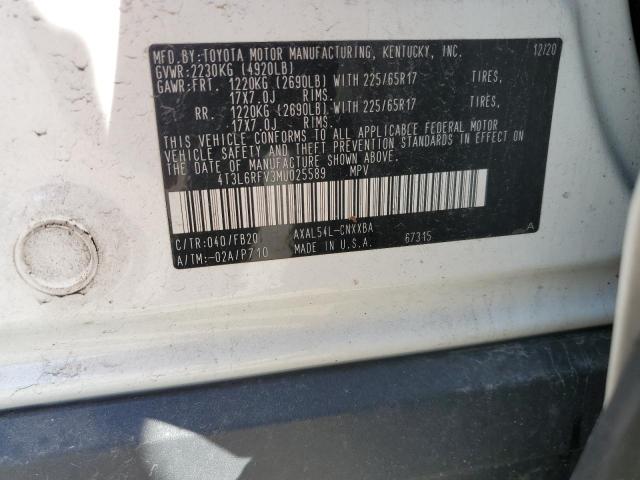 MFD. BY: TOYOTA MOTOR MANUFACTURING, KENTUCKY, INC. 12/20
GVWR: 2230KG (4920LB)
GAWR: FRT. 1220KG (2690LB) WITH 225/65R17 TIRES,
17X7.0J RIMS.
RR. 1220KG (2690LB) WITH 225/65R17 TIRES,
17X7.0J RIMS.
THIS VEHICLE CONFORMS TO ALL APPLICABLE FEDERAL MOTOR
VEHICLE SAFETY AND THEFT PREVENTION STANDARDS IN EFFECT ON
THE DATE OF MANUFACTURE SHOWN ABOVE.
4T3L6RFV3MU025589 MPV
C/TR: 040/FB20 AXAL54L-CNXXBA A
A/TM: -02A/P710 MADE IN U.S.A. 67315